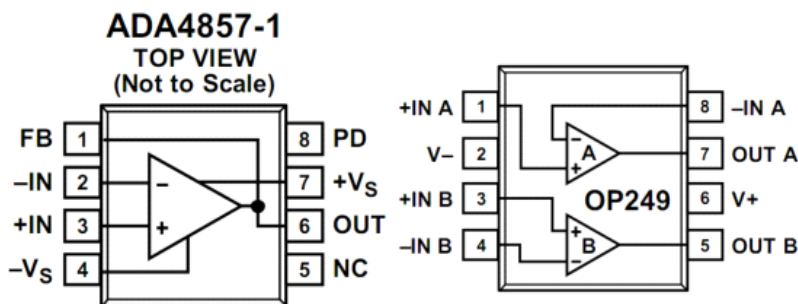 ADA4857-1
TOP VIEW
(Not to Scale)
FB 1
8 PD
–IN 2
7 +VS
+IN 3
6 OUT
–VS 4
5 NC
–
+
+IN A 1
8 –IN A
V– 2
7 OUT A
+IN B 3
6 V+
–IN B 4
5 OUT B
–
A
+
OP249
+
B
–